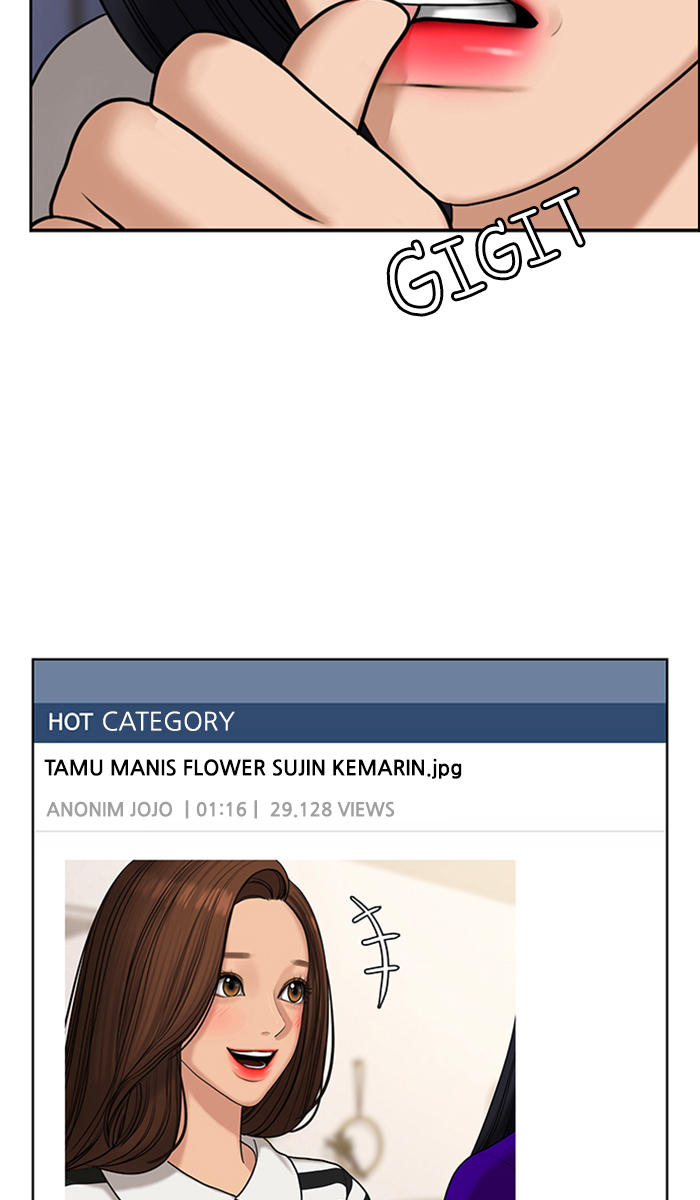 GIGIT
HOT CATEGORY
TAMU MANIS FLOWER SUJIN KEMARIN.jpg
ANONIM JOJO | 01:16 | 29.128 VIEWS